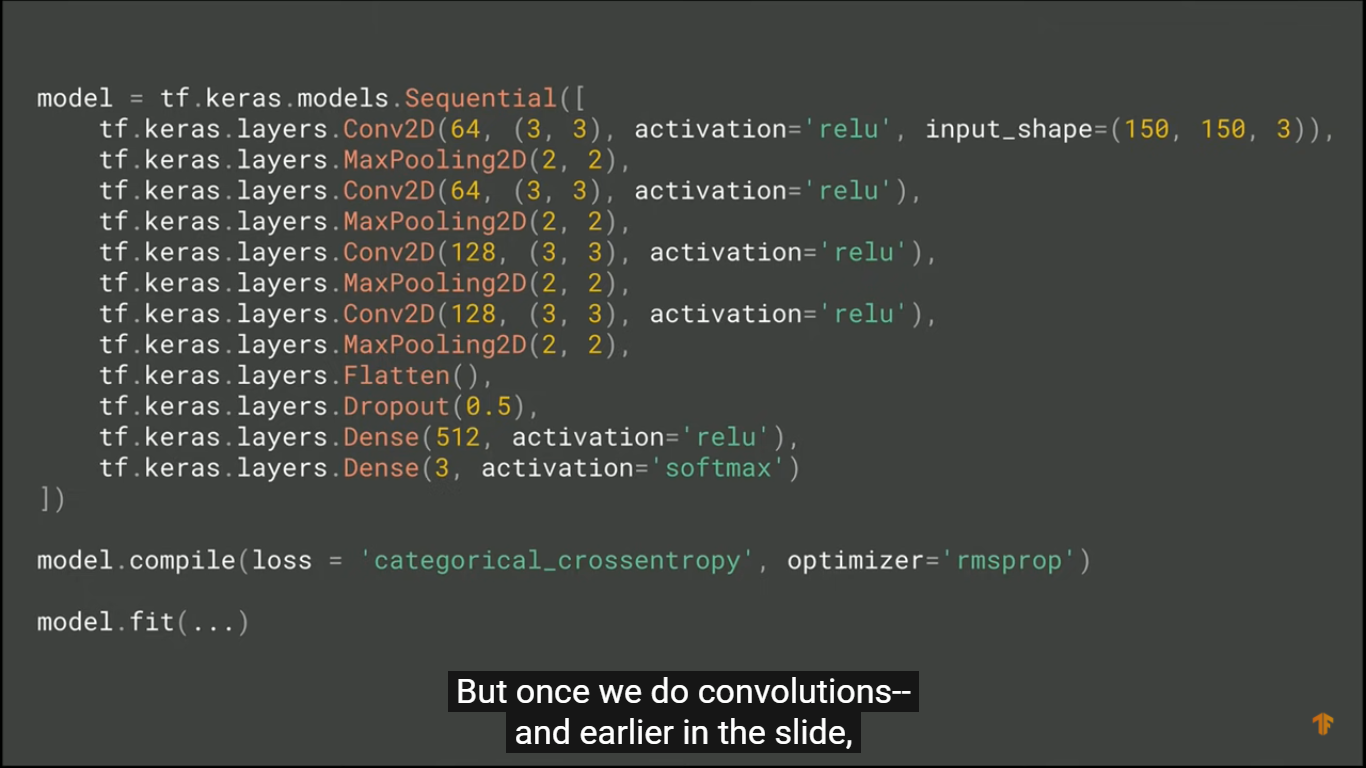 model = tf.keras.models.Sequential([
    tf.keras.layers.Conv2D(64, (3, 3), activation='relu', input_shape=(150, 150, 3)),
    tf.keras.layers.MaxPooling2D(2, 2),
    tf.keras.layers.Conv2D(64, (3, 3), activation='relu'),
    tf.keras.layers.MaxPooling2D(2, 2),
    tf.keras.layers.Conv2D(128, (3, 3), activation='relu'),
    tf.keras.layers.MaxPooling2D(2, 2),
    tf.keras.layers.Conv2D(128, (3, 3), activation='relu'),
    tf.keras.layers.MaxPooling2D(2, 2),
    tf.keras.layers.Flatten(),
    tf.keras.layers.Dropout(0.5),
    tf.keras.layers.Dense(512, activation='relu'),
    tf.keras.layers.Dense(3, activation='softmax')
])
model.compile(loss = 'categorical_crossentropy', optimizer='rmsprop')
model.fit(...)
But once we do convolutions--
and earlier in the slide,